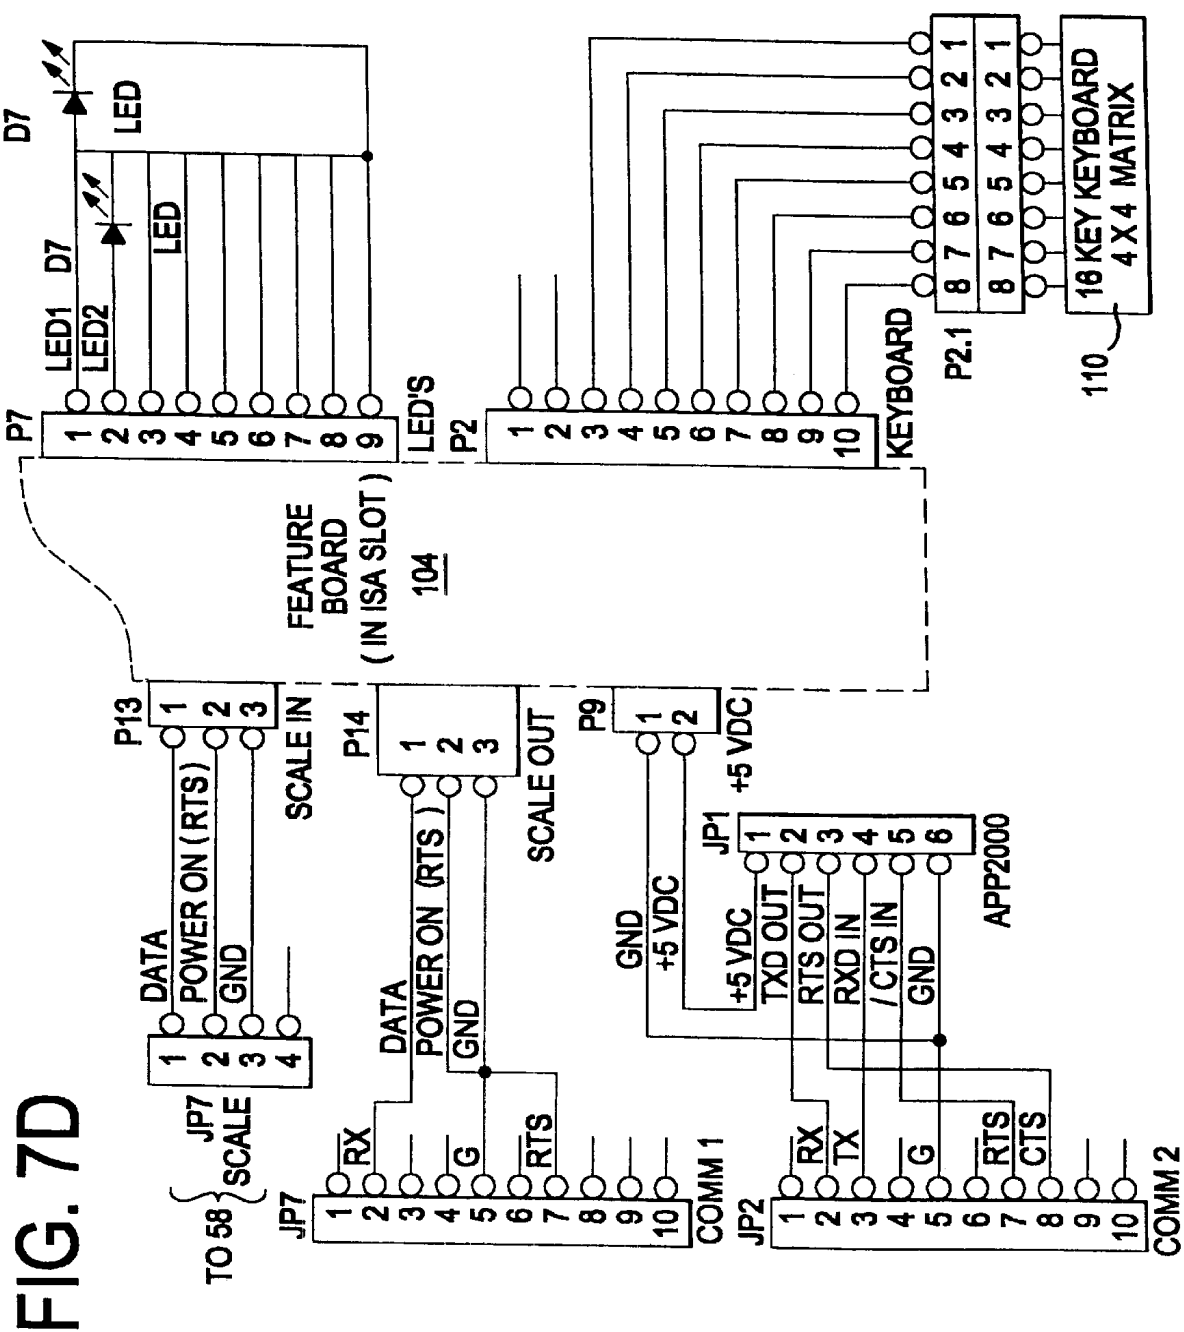 FIG. 7D
TO 58
JP7
SCALE
1
2
3
4
DATA
POWER ON (RTS)
GND
P13
1
2
3
SCALE IN
JP7
1
2
3
4
5
6
7
8
9
10
COMM 1
RX
G
RTS
DATA
POWER ON (RTS)
GND
P14
1
2
3
SCALE OUT
JP2
1
2
3
4
5
6
7
8
9
10
COMM 2
RX
TX
G
RTS
CTS
GND
+5 VDC
P9
1
2
+5 VDC
+5 VDC
TXD OUT
RTS OUT
RXD IN
/ CTS IN
GND
JP1
1
2
3
4
5
6
APP2000
FEATURE
BOARD
( IN ISA SLOT )
104
P7
1
2
3
4
5
6
7
8
9
LED'S
LED1
D7
D7
LED2
LED
LED
P2
1
2
3
4
5
6
7
8
9
10
KEYBOARD
P2.1
8 7 6 5 4 3 2 1
8 7 6 5 4 3 2 1
16 KEY KEYBOARD
4 X 4 MATRIX
110